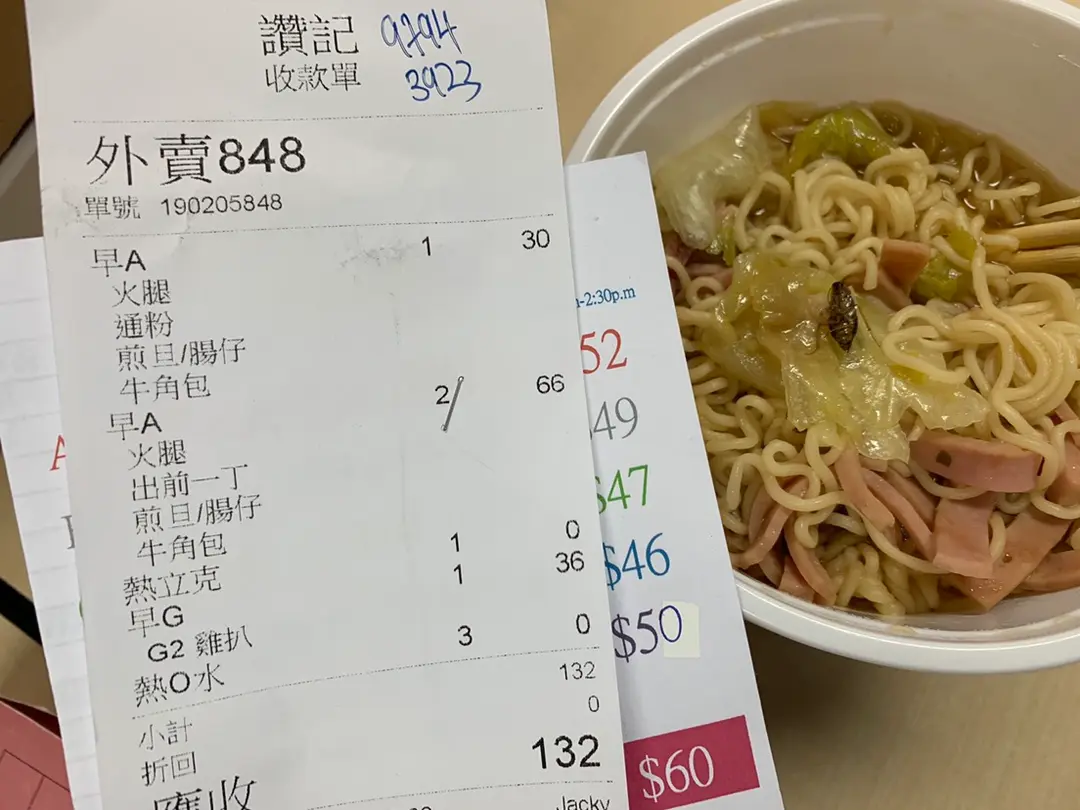 讚記 9794
收款單 3923
外賣848
單號 190205848
早A 1 30
火腿
通粉
煎旦/腸仔
牛角包
早A 2/ 66
火腿
出前一丁
煎旦/腸仔
牛角包
熱立克 1 0
早G 1 36
G2 雞扒
熱O水 3 0
小計 132
折回 0
應收 132
Jacky
-2:30p.m
52
49
$47
$46
$50
$60